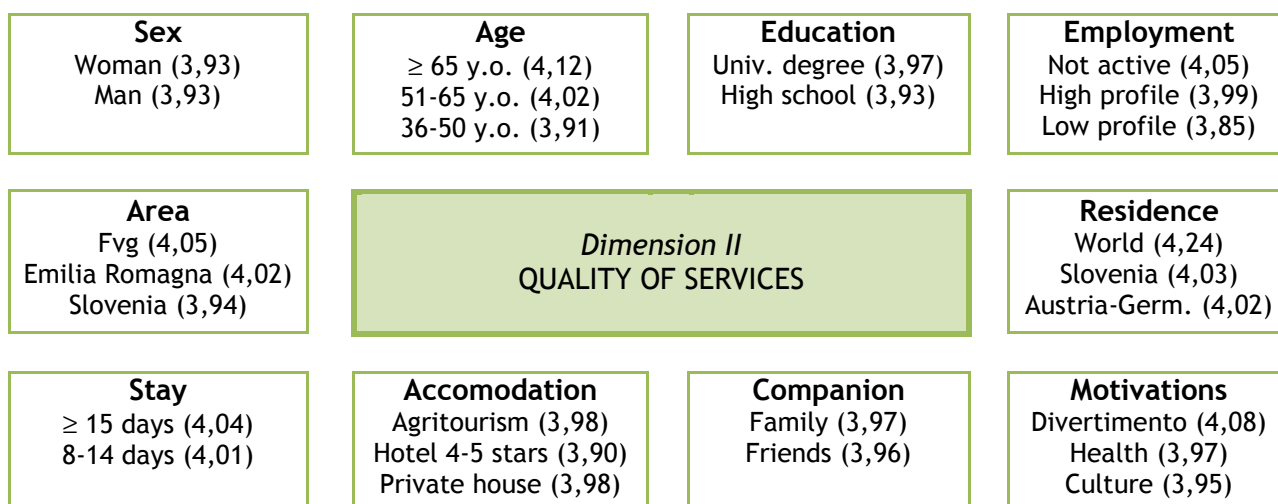 Sex
Woman (3,93)
Man (3,93)
Age
≥ 65 y.o. (4,12)
51-65 y.o. (4,02)
36-50 y.o. (3,91)
Education
Univ. degree (3,97)
High school (3,93)
Employment
Not active (4,05)
High profile (3,99)
Low profile (3,85)
Area
Fvg (4,05)
Emilia Romagna (4,02)
Slovenia (3,94)
Dimension II
QUALITY OF SERVICES
Residence
World (4,24)
Slovenia (4,03)
Austria-Germ. (4,02)
Stay
≥ 15 days (4,04)
8-14 days (4,01)
Accomodation
Agritourism (3,98)
Hotel 4-5 stars (3,90)
Private house (3,98)
Companion
Family (3,97)
Friends (3,96)
Motivations
Divertimento (4,08)
Health (3,97)
Culture (3,95)